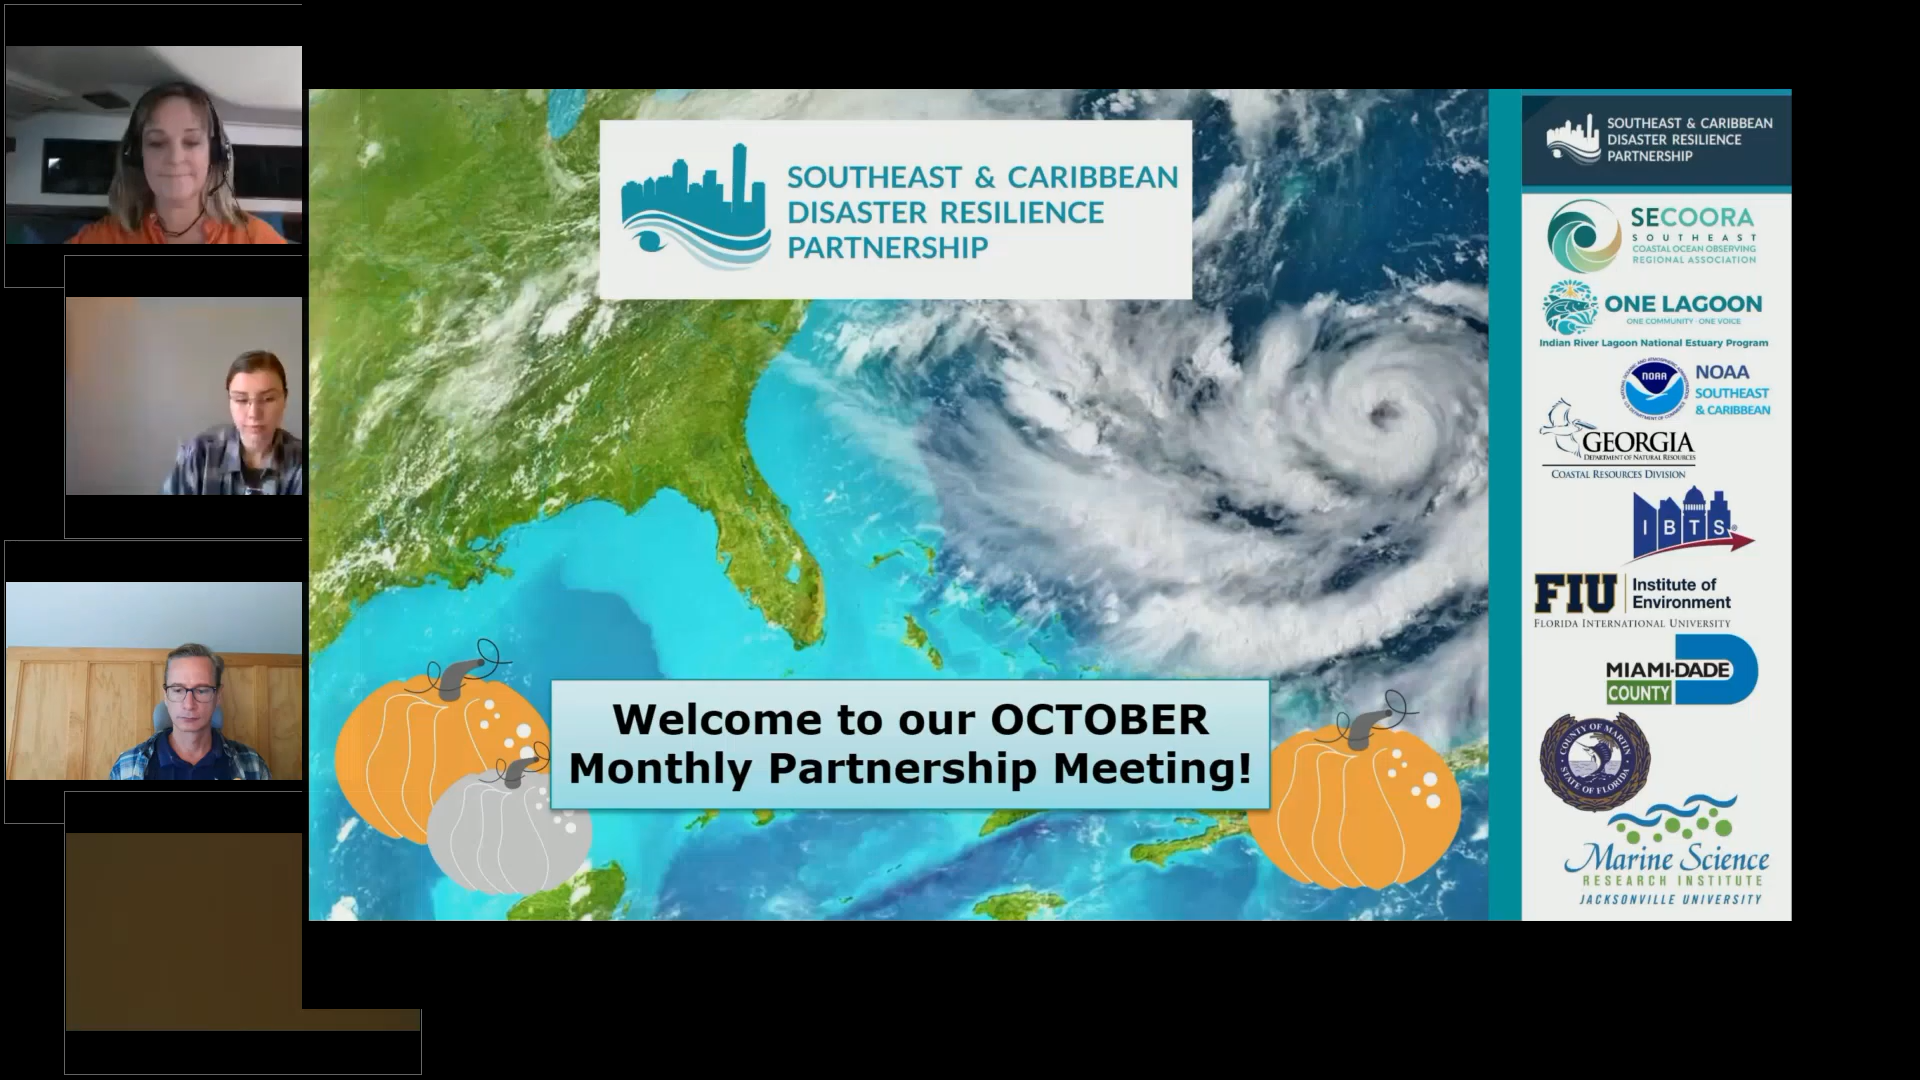 SOUTHEAST & CARIBBEAN
DISASTER RESILIENCE
PARTNERSHIP
Welcome to our OCTOBER
Monthly Partnership Meeting!
SOUTHEAST & CARIBBEAN
DISASTER RESILIENCE
PARTNERSHIP
SECOORA
SOUTHEAST
COASTAL OCEAN OBSERVING
REGIONAL ASSOCIATION
ONE LAGOON
ONE COMMUNITY · ONE VOICE
Indian River Lagoon National Estuary Program
NOAA
NOAA
SOUTHEAST
& CARIBBEAN
GEORGIA
DEPARTMENT OF NATURAL RESOURCES
COASTAL RESOURCES DIVISION
IBTS®
FIU
Institute of
Environment
FLORIDA INTERNATIONAL UNIVERSITY
MIAMI-DADE
COUNTY
COUNTY OF MARTIN
STATE OF FLORIDA
Marine Science
RESEARCH INSTITUTE
JACKSONVILLE UNIVERSITY